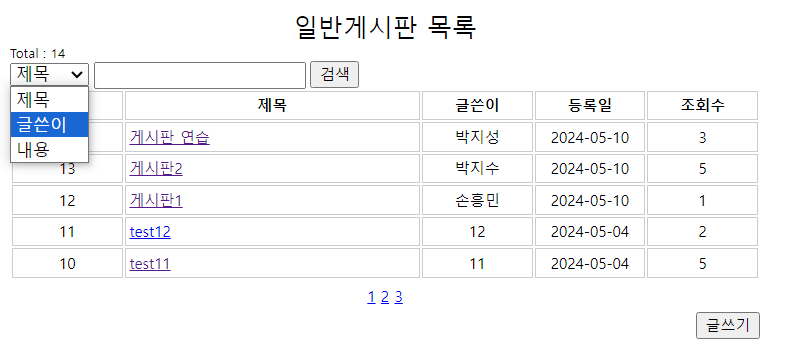 일반게시판 목록
Total : 14
제목 검색
제목
글쓴이
내용
제목 글쓴이 등록일 조회수
게시판 연습 박지성 2024-05-10 3
13 게시판2 박지수 2024-05-10 5
12 게시판1 손흥민 2024-05-10 1
11 test12 12 2024-05-04 2
10 test11 11 2024-05-04 5
1 2 3
글쓰기